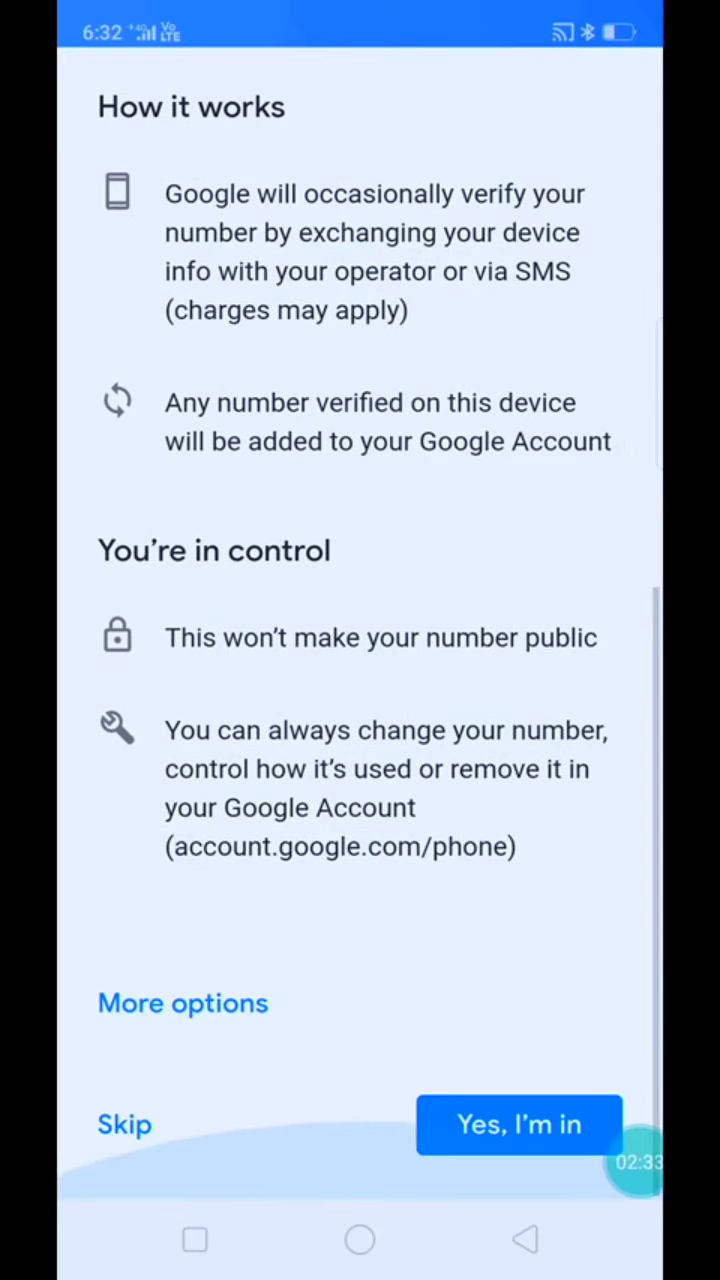 6:32 4G Vo LTE
How it works
Google will occasionally verify your
number by exchanging your device
info with your operator or via SMS
(charges may apply)
Any number verified on this device
will be added to your Google Account
You’re in control
This won’t make your number public
You can always change your number,
control how it’s used or remove it in
your Google Account
(account.google.com/phone)
More options
Skip
Yes, I’m in
02:33